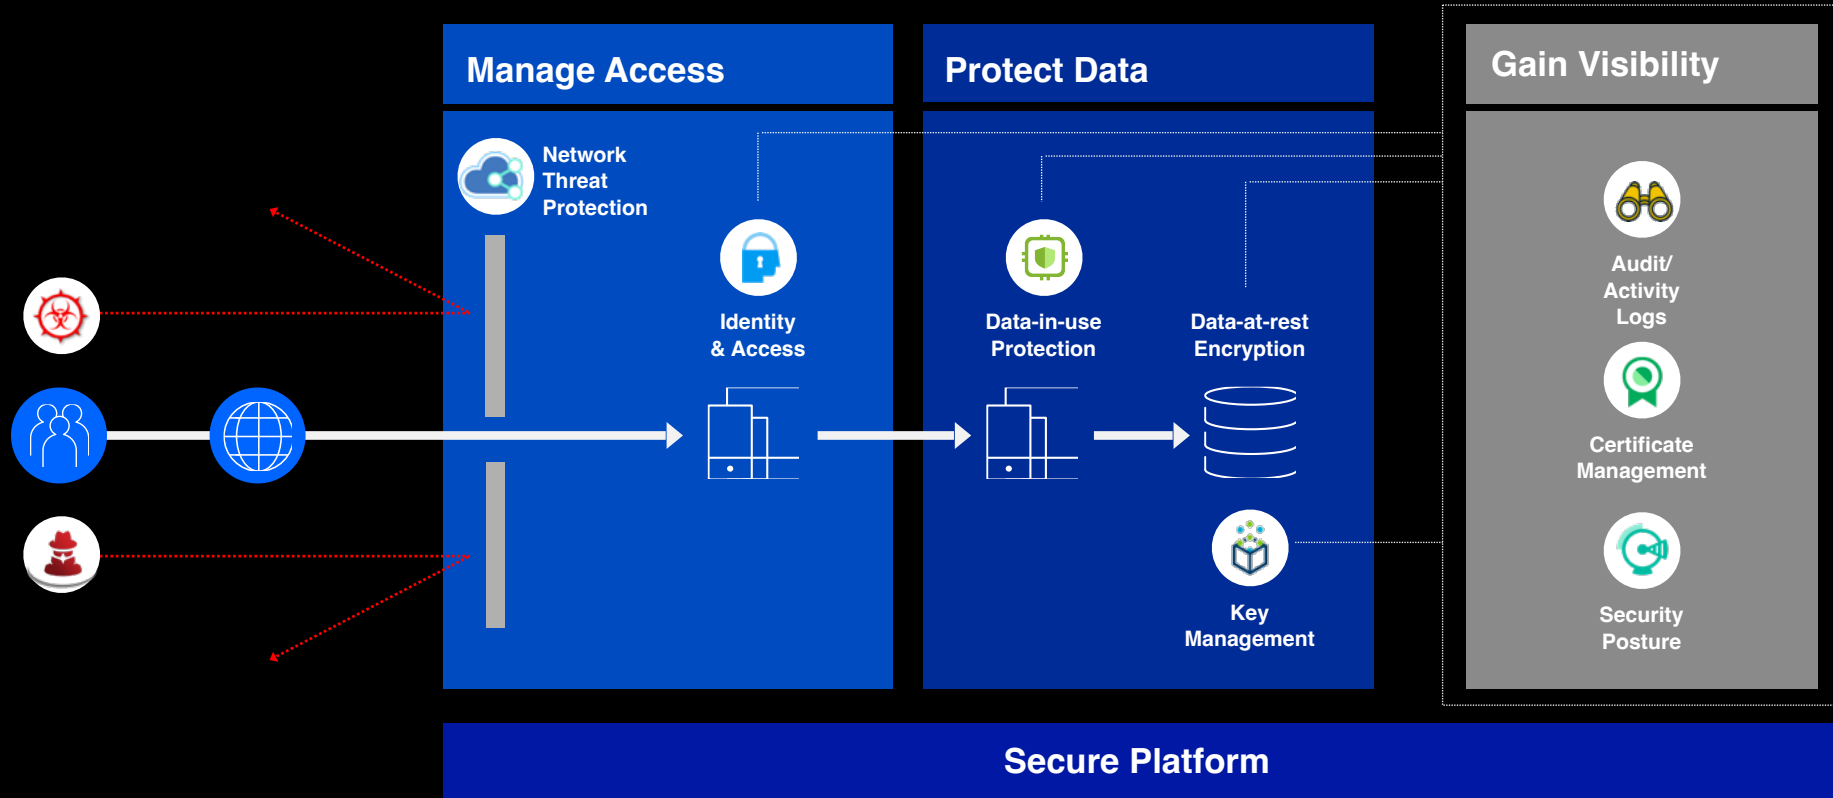 Manage Access
Protect Data
Gain Visibility
Network
Threat
Protection
Identity
& Access
Data-in-use
Protection
Data-at-rest
Encryption
Key
Management
Audit/
Activity
Logs
Certificate
Management
Security
Posture
Secure Platform